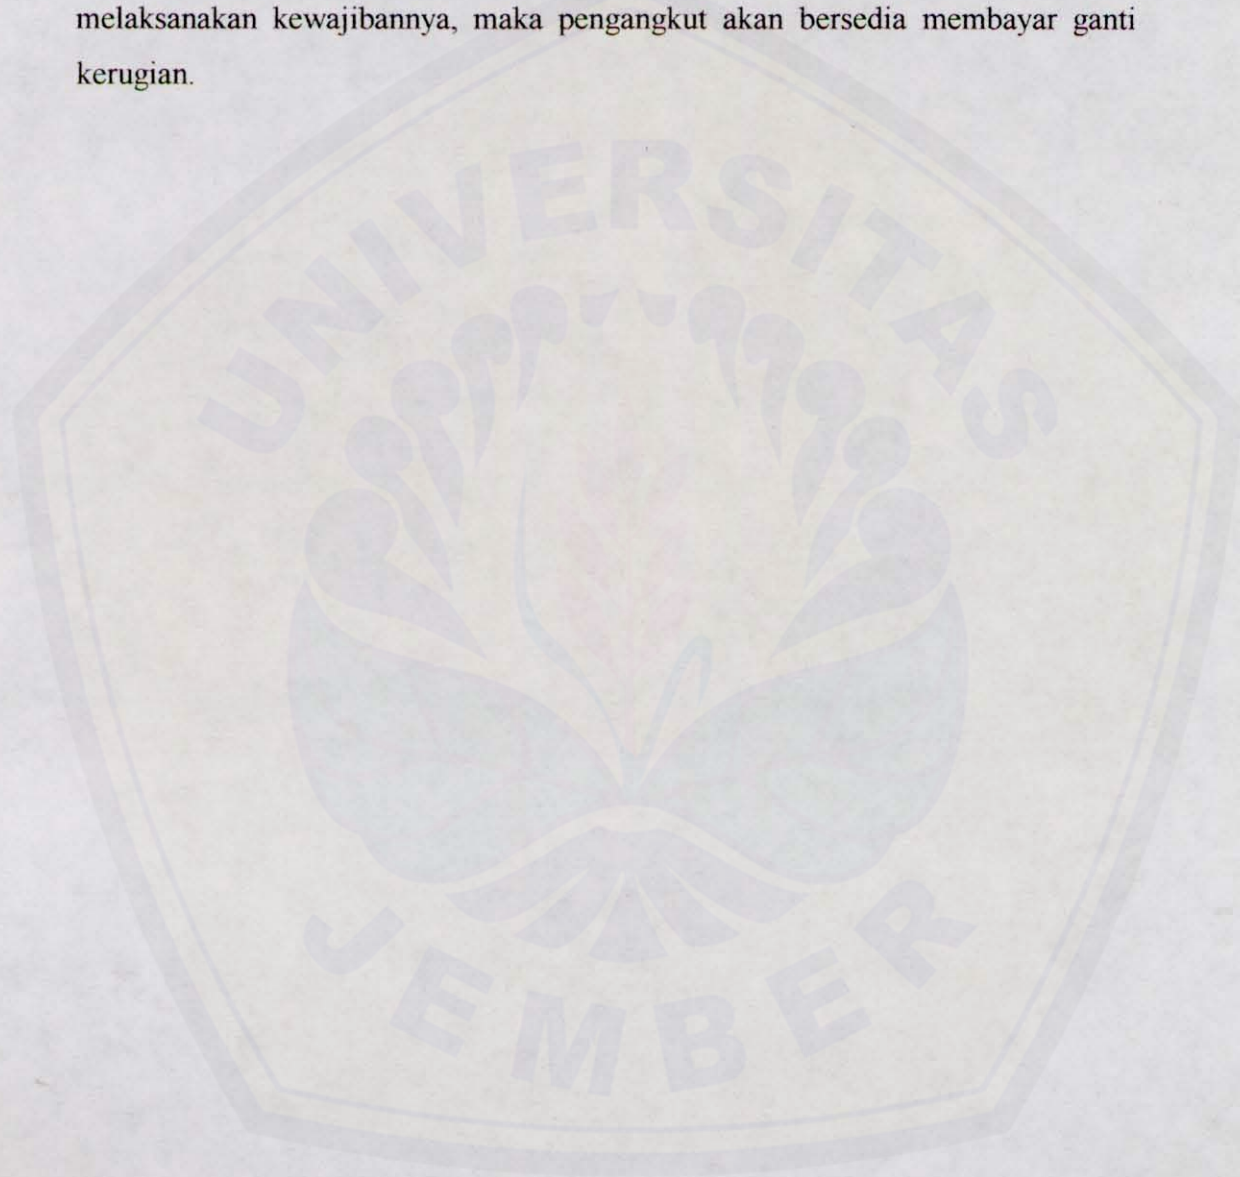 melaksanakan kewajibannya, maka pengangkut akan bersedia membayar ganti
kerugian.
UNIVERSITAS
JEMBER